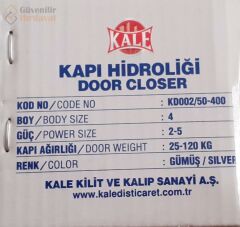 Güvenilir
Hırdavat
KALE
KAPI HİDROLİĞİ
DOOR CLOSER
KOD NO/CODE NO : KD002/50-400
BOY/BODY SIZE : 4
GÜÇ/POWER SIZE : 2-5
KAPI AĞIRLIĞI/DOOR WEIGHT : 25-120 KG
RENK/COLOR : GÜMÜŞ/SILVER
KALE KİLİT VE KALIP SANAYİ A.Ş.
www.kaledisticaret.com.tr